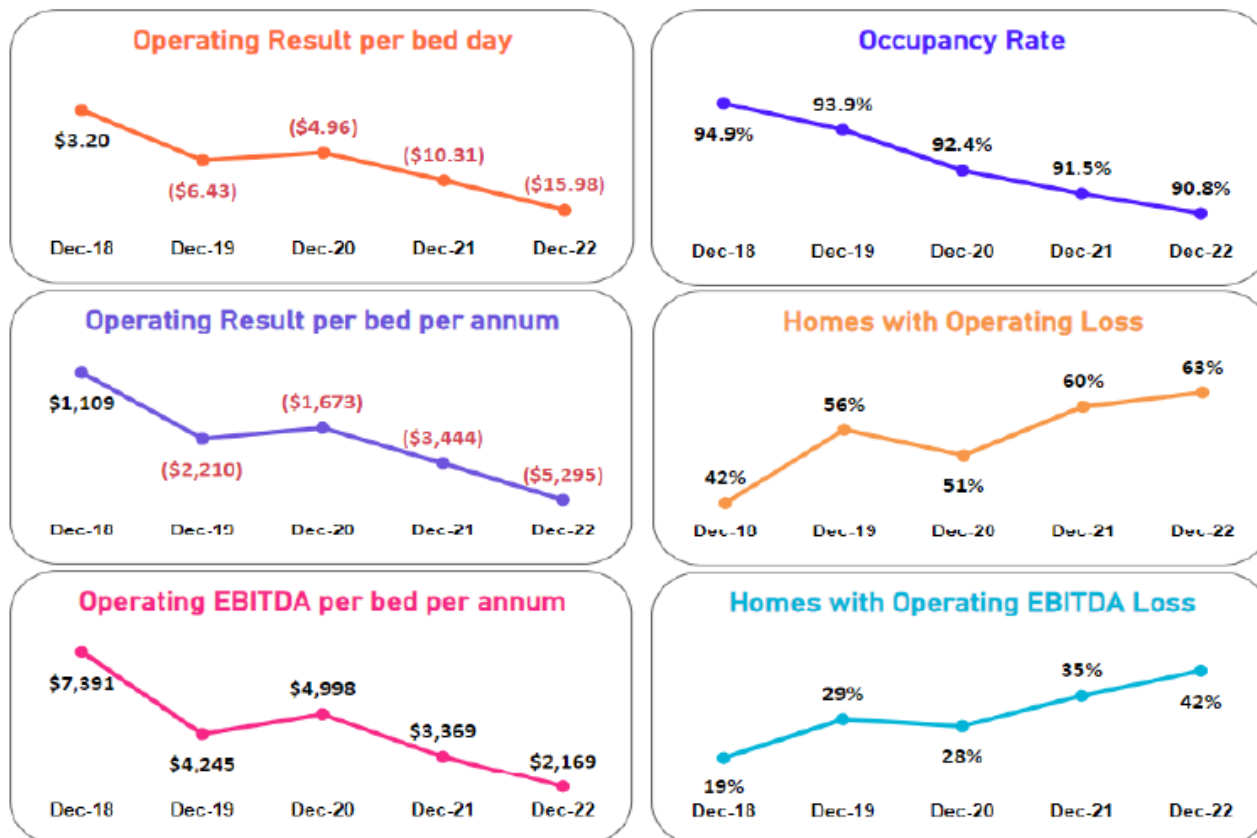 Operating Result per bed day
$3.20
($6.43)
($4.96)
($10.31)
($15.98)
Dec-18 Dec-19 Dec-20 Dec-21 Dec-22
Occupancy Rate
94.9%
93.9%
92.4%
91.5%
90.8%
Dec-18 Dec-19 Dec-20 Dec-21 Dec-22
Operating Result per bed per annum
$1,109
($2,210)
($1,673)
($3,444)
($5,295)
Dec-18 Dec-19 Dec-20 Dec-21 Dec-22
Homes with Operating Loss
42%
56%
51%
60%
63%
Dec-18 Dec-19 Dec-20 Dec-21 Dec-22
Operating EBITDA per bed per annum
$7,391
$4,245
$4,998
$3,369
$2,169
Dec-18 Dec-19 Dec-20 Dec-21 Dec-22
Homes with Operating EBITDA Loss
19%
29%
28%
35%
42%
Dec-18 Dec-19 Dec-20 Dec-21 Dec-22